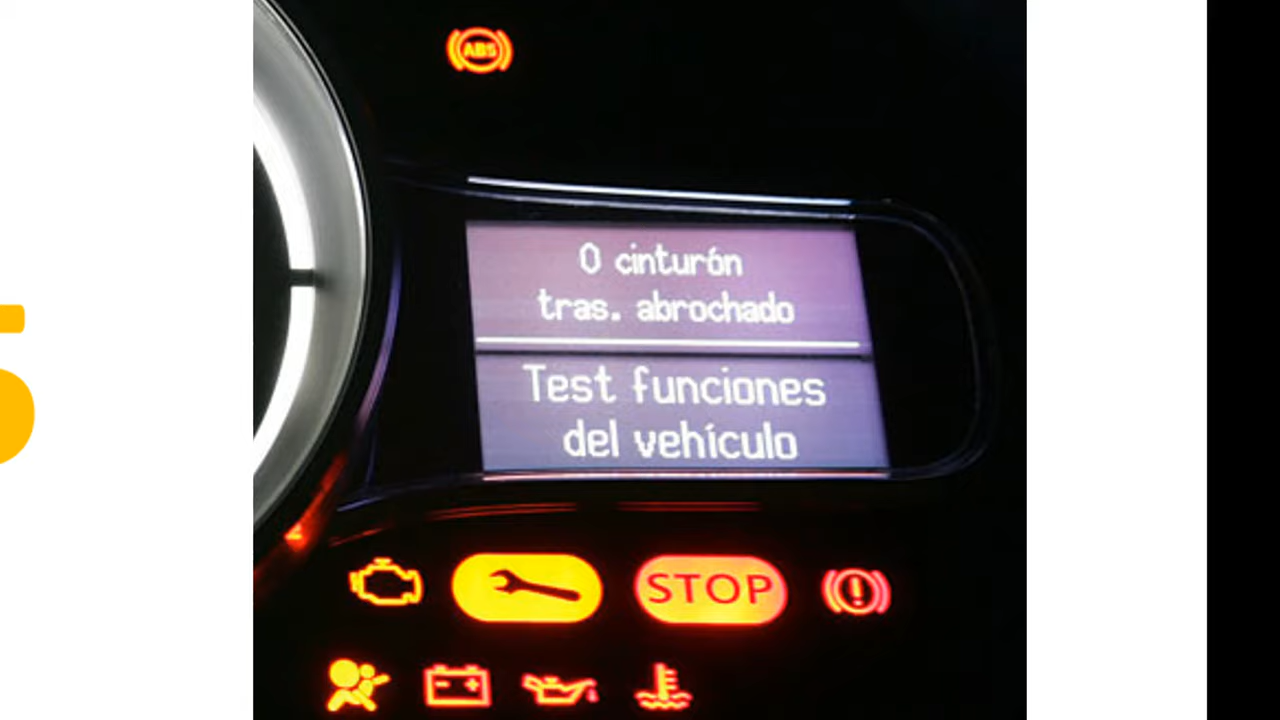 ABS
0 cinturón
tras. abrochado
Test funciones
del vehículo
STOP